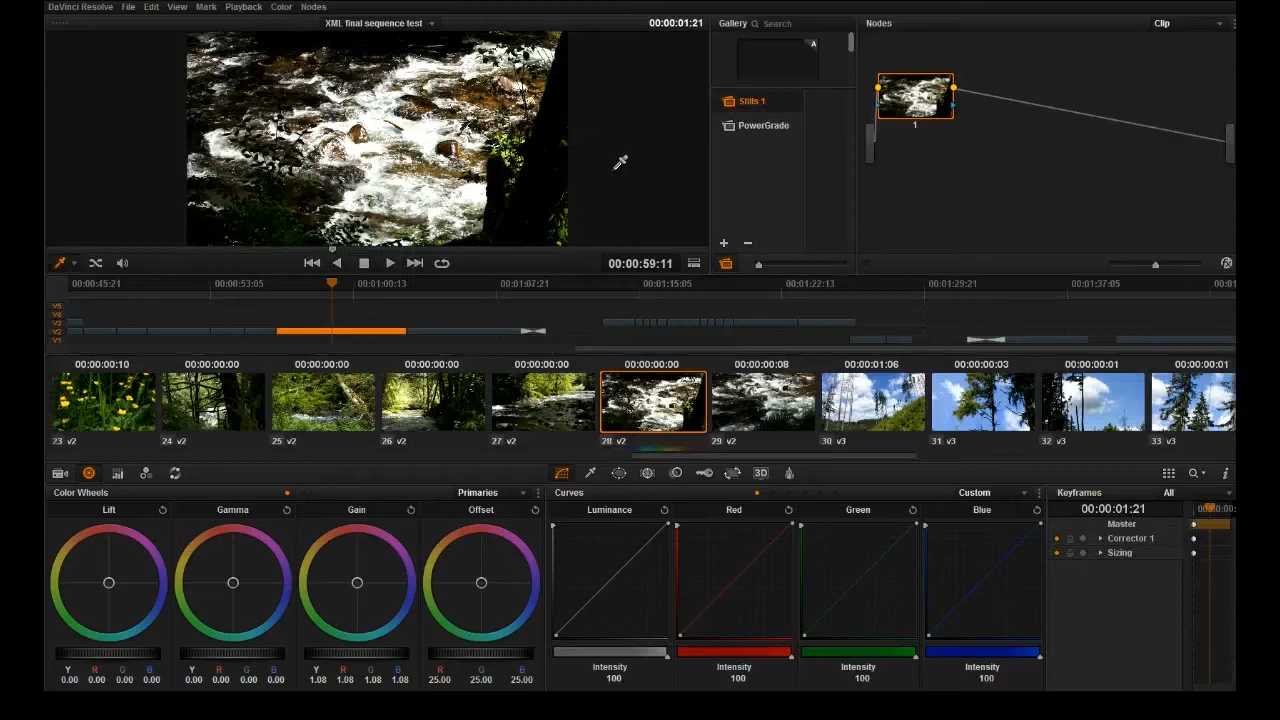 DaVinci Resolve File Edit View Mark Playback Color Nodes
XML final sequence test 00:00:01:21 Gallery Search Nodes Clip
A
Stills 1
PowerGrade
1
00:00:59:11
00:00:45:21 00:00:53:05 00:01:00:13 00:01:07:21 00:01:15:05 00:01:22:13 00:01:29:21 00:01:37:05 00:01
V5
V4
V3
V2
V1
00:00:00:10 00:00:00:00 00:00:00:00 00:00:00:00 00:00:00:00 00:00:00:00 00:00:00:08 00:00:01:06 00:00:00:03 00:00:00:01 00:00:00:01
23 v2 24 v2 25 v2 26 v2 27 v2 28 v2 29 v2 30 v3 31 v3 32 v3 33 v3
3D
Color Wheels Primaries Curves Custom Keyframes All
Lift Gamma Gain Offset Luminance Red Green Blue 00:00:01:21 00:00:
Master
Corrector 1
Sizing
Y R G B Y R G B Y R G B R G B Intensity Intensity Intensity Intensity
0.00 0.00 0.00 0.00 0.00 0.00 0.00 0.00 1.08 1.08 1.08 1.08 25.00 25.00 25.00 100 100 100 100